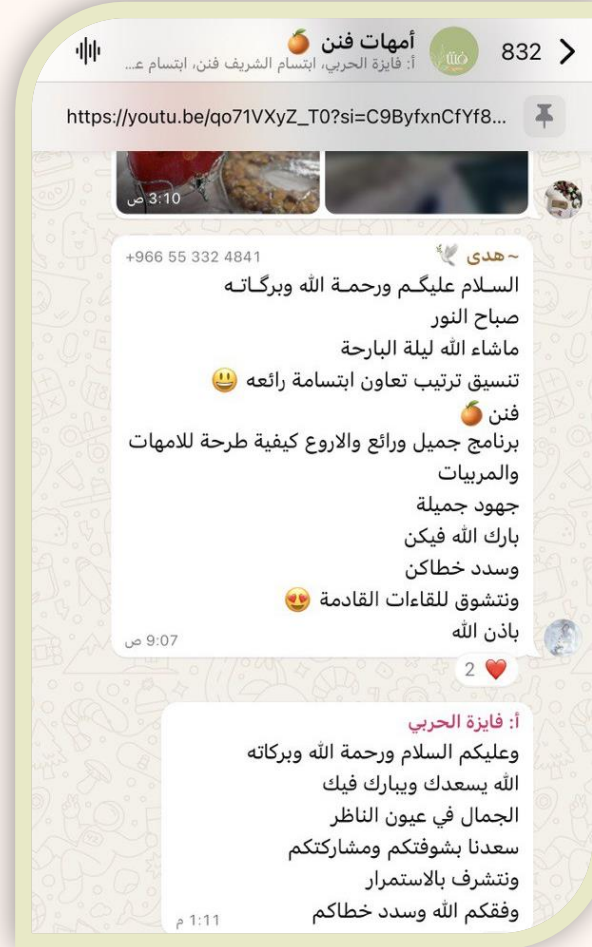 832
أمهات فنن 🍊
أ: فايزة الحربي، ابتسام الشريف فنن، ابتسام ع...
https://youtu.be/qo71VXyZ_T0?si=C9ByfxnCfYf8...
3:10 ص
~ هدى 🕊️ +966 55 332 4841
السـلام عليگـم ورحمـة الله وبرگـاتـه
صباح النور
ماشاء الله ليلة البارحة
تنسيق ترتيب تعاون ابتسامة رائعه 😃
فنن 🍊
برنامج جميل ورائع والاروع كيفية طرحة للامهات
والمربيات
جهود جميلة
بارك الله فيكن
وسدد خطاكن
ونتشوق للقاءات القادمة 😍
باذن الله
9:07 ص
❤️ 2
أ: فايزة الحربي
وعليكم السلام ورحمة الله وبركاته
الله يسعدك ويبارك فيك
الجمال في عيون الناظر
سعدنا بشوفتكم ومشاركتكم
ونتشرف بالاستمرار
وفقكم الله وسدد خطاكم
1:11 م